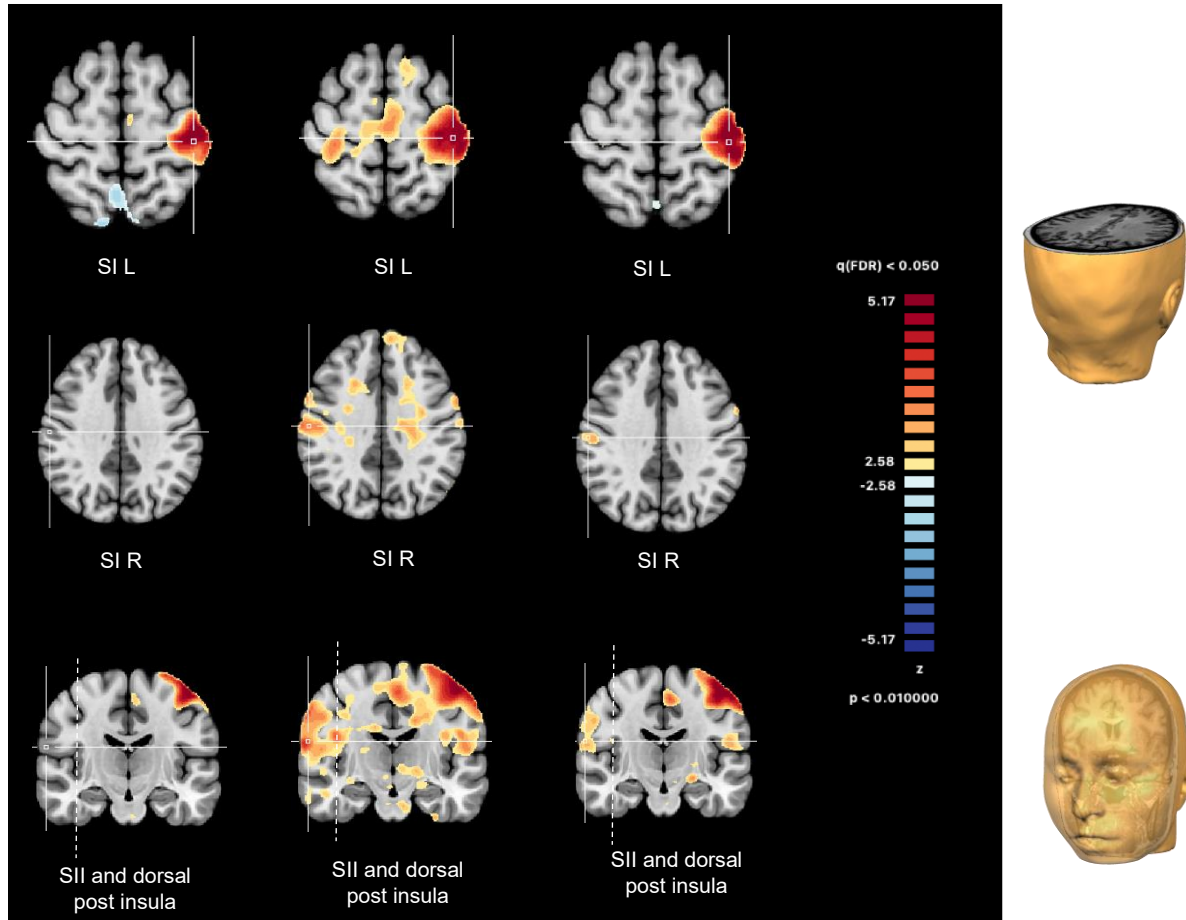 SI L
SI L
SI L
q(FDR) < 0.050
5.17
2.58
-2.58
-5.17
z
p < 0.010000
SI R
SI R
SI R
SII and dorsal
post insula
SII and dorsal
post insula
SII and dorsal
post insula